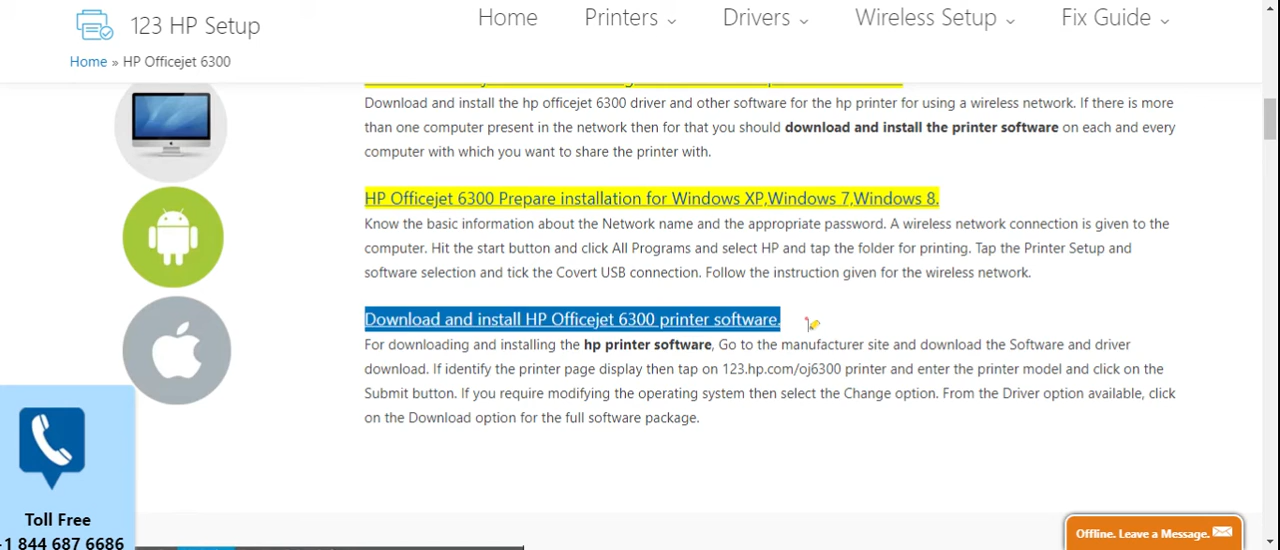 123 HP Setup
Home Printers Drivers Wireless Setup Fix Guide
Home » HP Officejet 6300
Download and install the hp officejet 6300 driver and other software for the hp printer for using a wireless network. If there is more
than one computer present in the network then for that you should download and install the printer software on each and every
computer with which you want to share the printer with.
HP Officejet 6300 Prepare installation for Windows XP,Windows 7,Windows 8.
Know the basic information about the Network name and the appropriate password. A wireless network connection is given to the
computer. Hit the start button and click All Programs and select HP and tap the folder for printing. Tap the Printer Setup and
software selection and tick the Covert USB connection. Follow the instruction given for the wireless network.
Download and install HP Officejet 6300 printer software.
For downloading and installing the hp printer software, Go to the manufacturer site and download the Software and driver
download. If identify the printer page display then tap on 123.hp.com/oj6300 printer and enter the printer model and click on the
Submit button. If you require modifying the operating system then select the Change option. From the Driver option available, click
on the Download option for the full software package.
Toll Free
1 844 687 6686
Offline. Leave a Message.